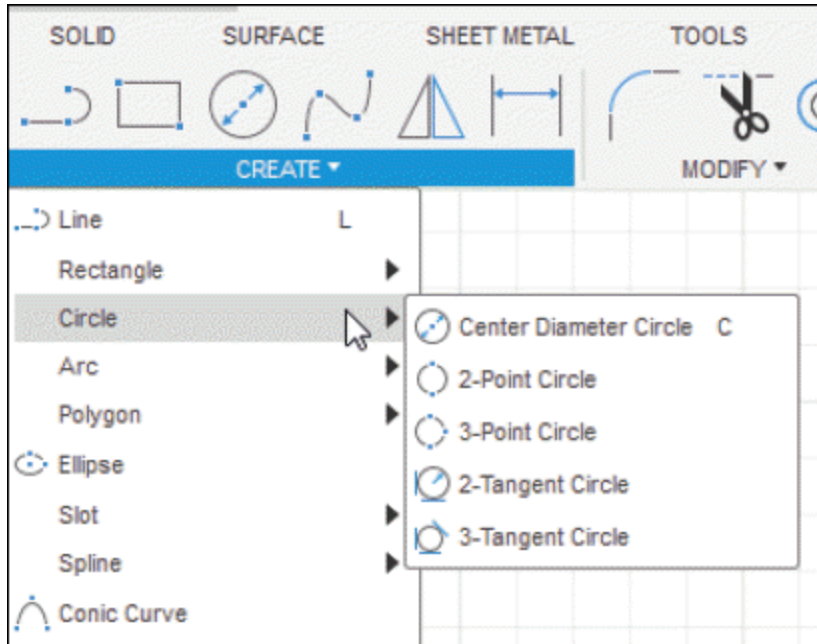 SOLID SURFACE SHEET METAL TOOLS
CREATE MODIFY
Line L
Rectangle
Circle
Center Diameter Circle C
Arc
2-Point Circle
Polygon
3-Point Circle
Ellipse
2-Tangent Circle
Slot
3-Tangent Circle
Spline
Conic Curve